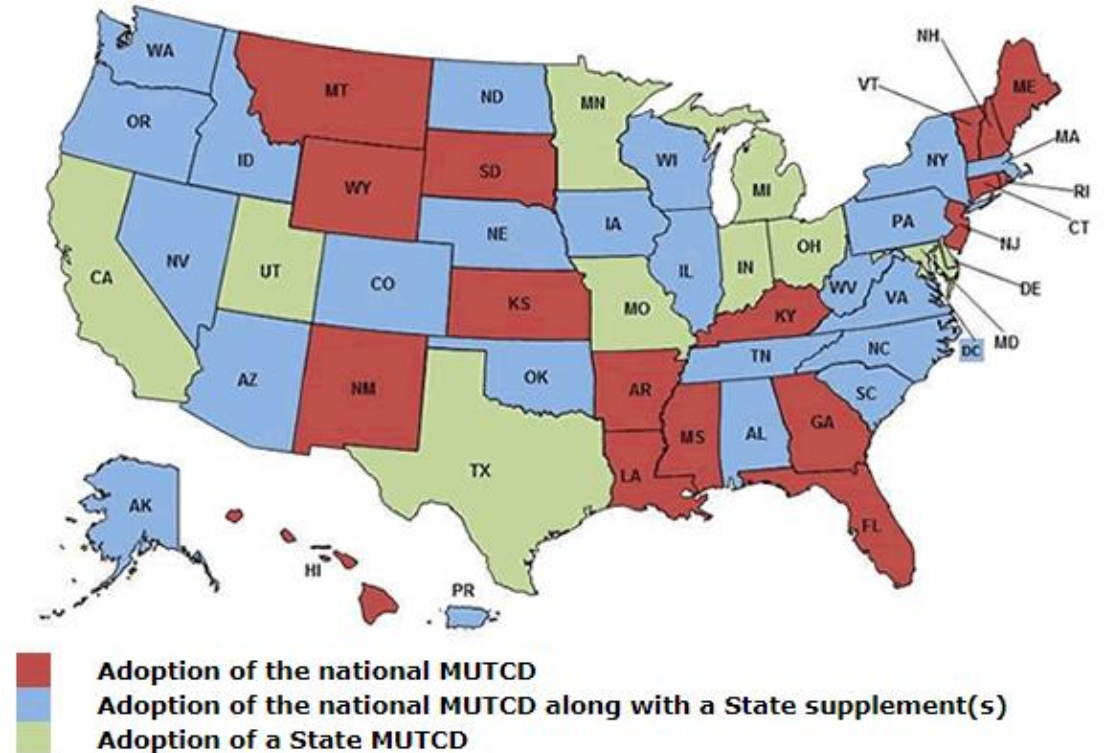 WA
MT
ND
MN
NH
VT
ME
OR
ID
WY
SD
WI
MI
NY
MA
RI
CT
NJ
PA
CA
NV
UT
CO
NE
IA
IL
IN
OH
WV
VA
DE
MD
DC
KS
MO
KY
AZ
NM
OK
AR
TN
NC
SC
TX
LA
MS
AL
GA
FL
AK
HI
PR
Adoption of the national MUTCD
Adoption of the national MUTCD along with a State supplement(s)
Adoption of a State MUTCD